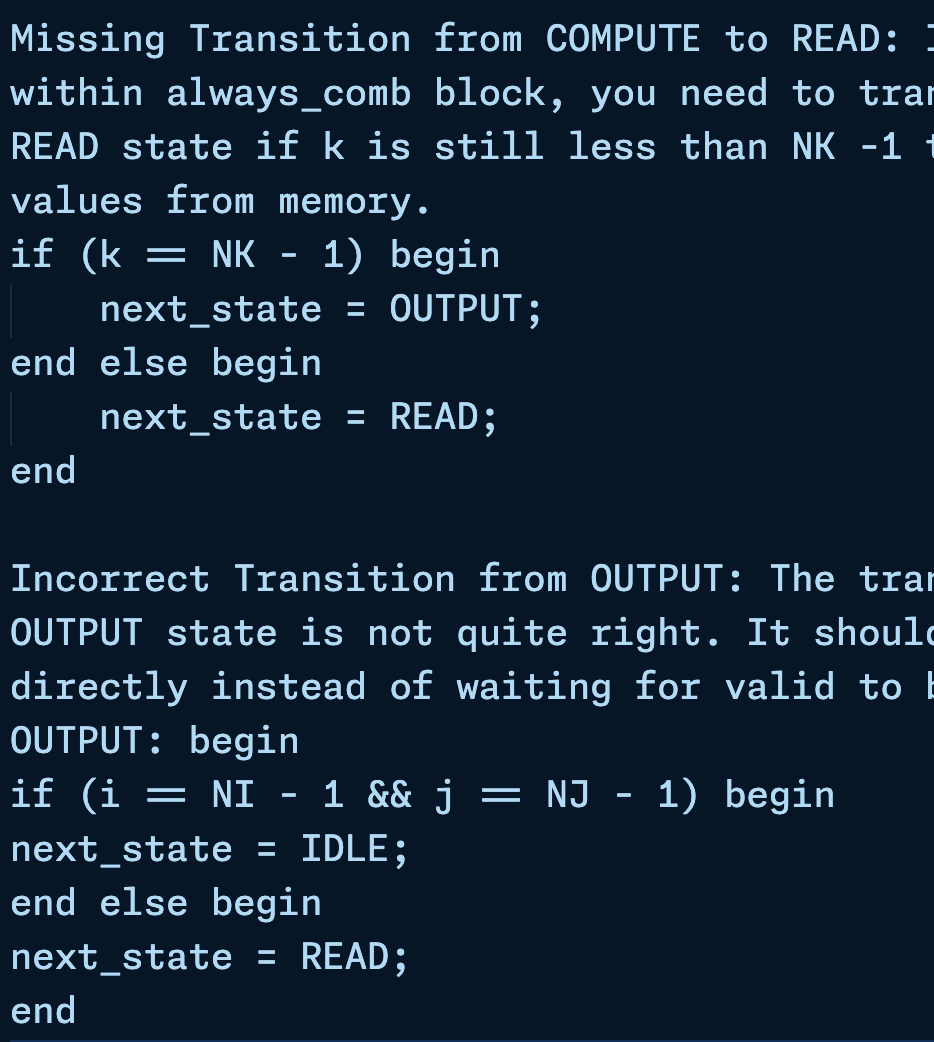 Missing Transition from COMPUTE to READ:
within always_comb block, you need to
READ state if k is still less than NK -1
values from memory.
if (k == NK - 1) begin
next_state = OUTPUT;
end else begin
next_state = READ;
end
Incorrect Transition from OUTPUT: The
OUTPUT state is not quite right. It
directly instead of waiting for valid to
OUTPUT: begin
if (i == NI - 1 && j == NJ - 1) begin
next_state = IDLE;
end else begin
next_state = READ;
end